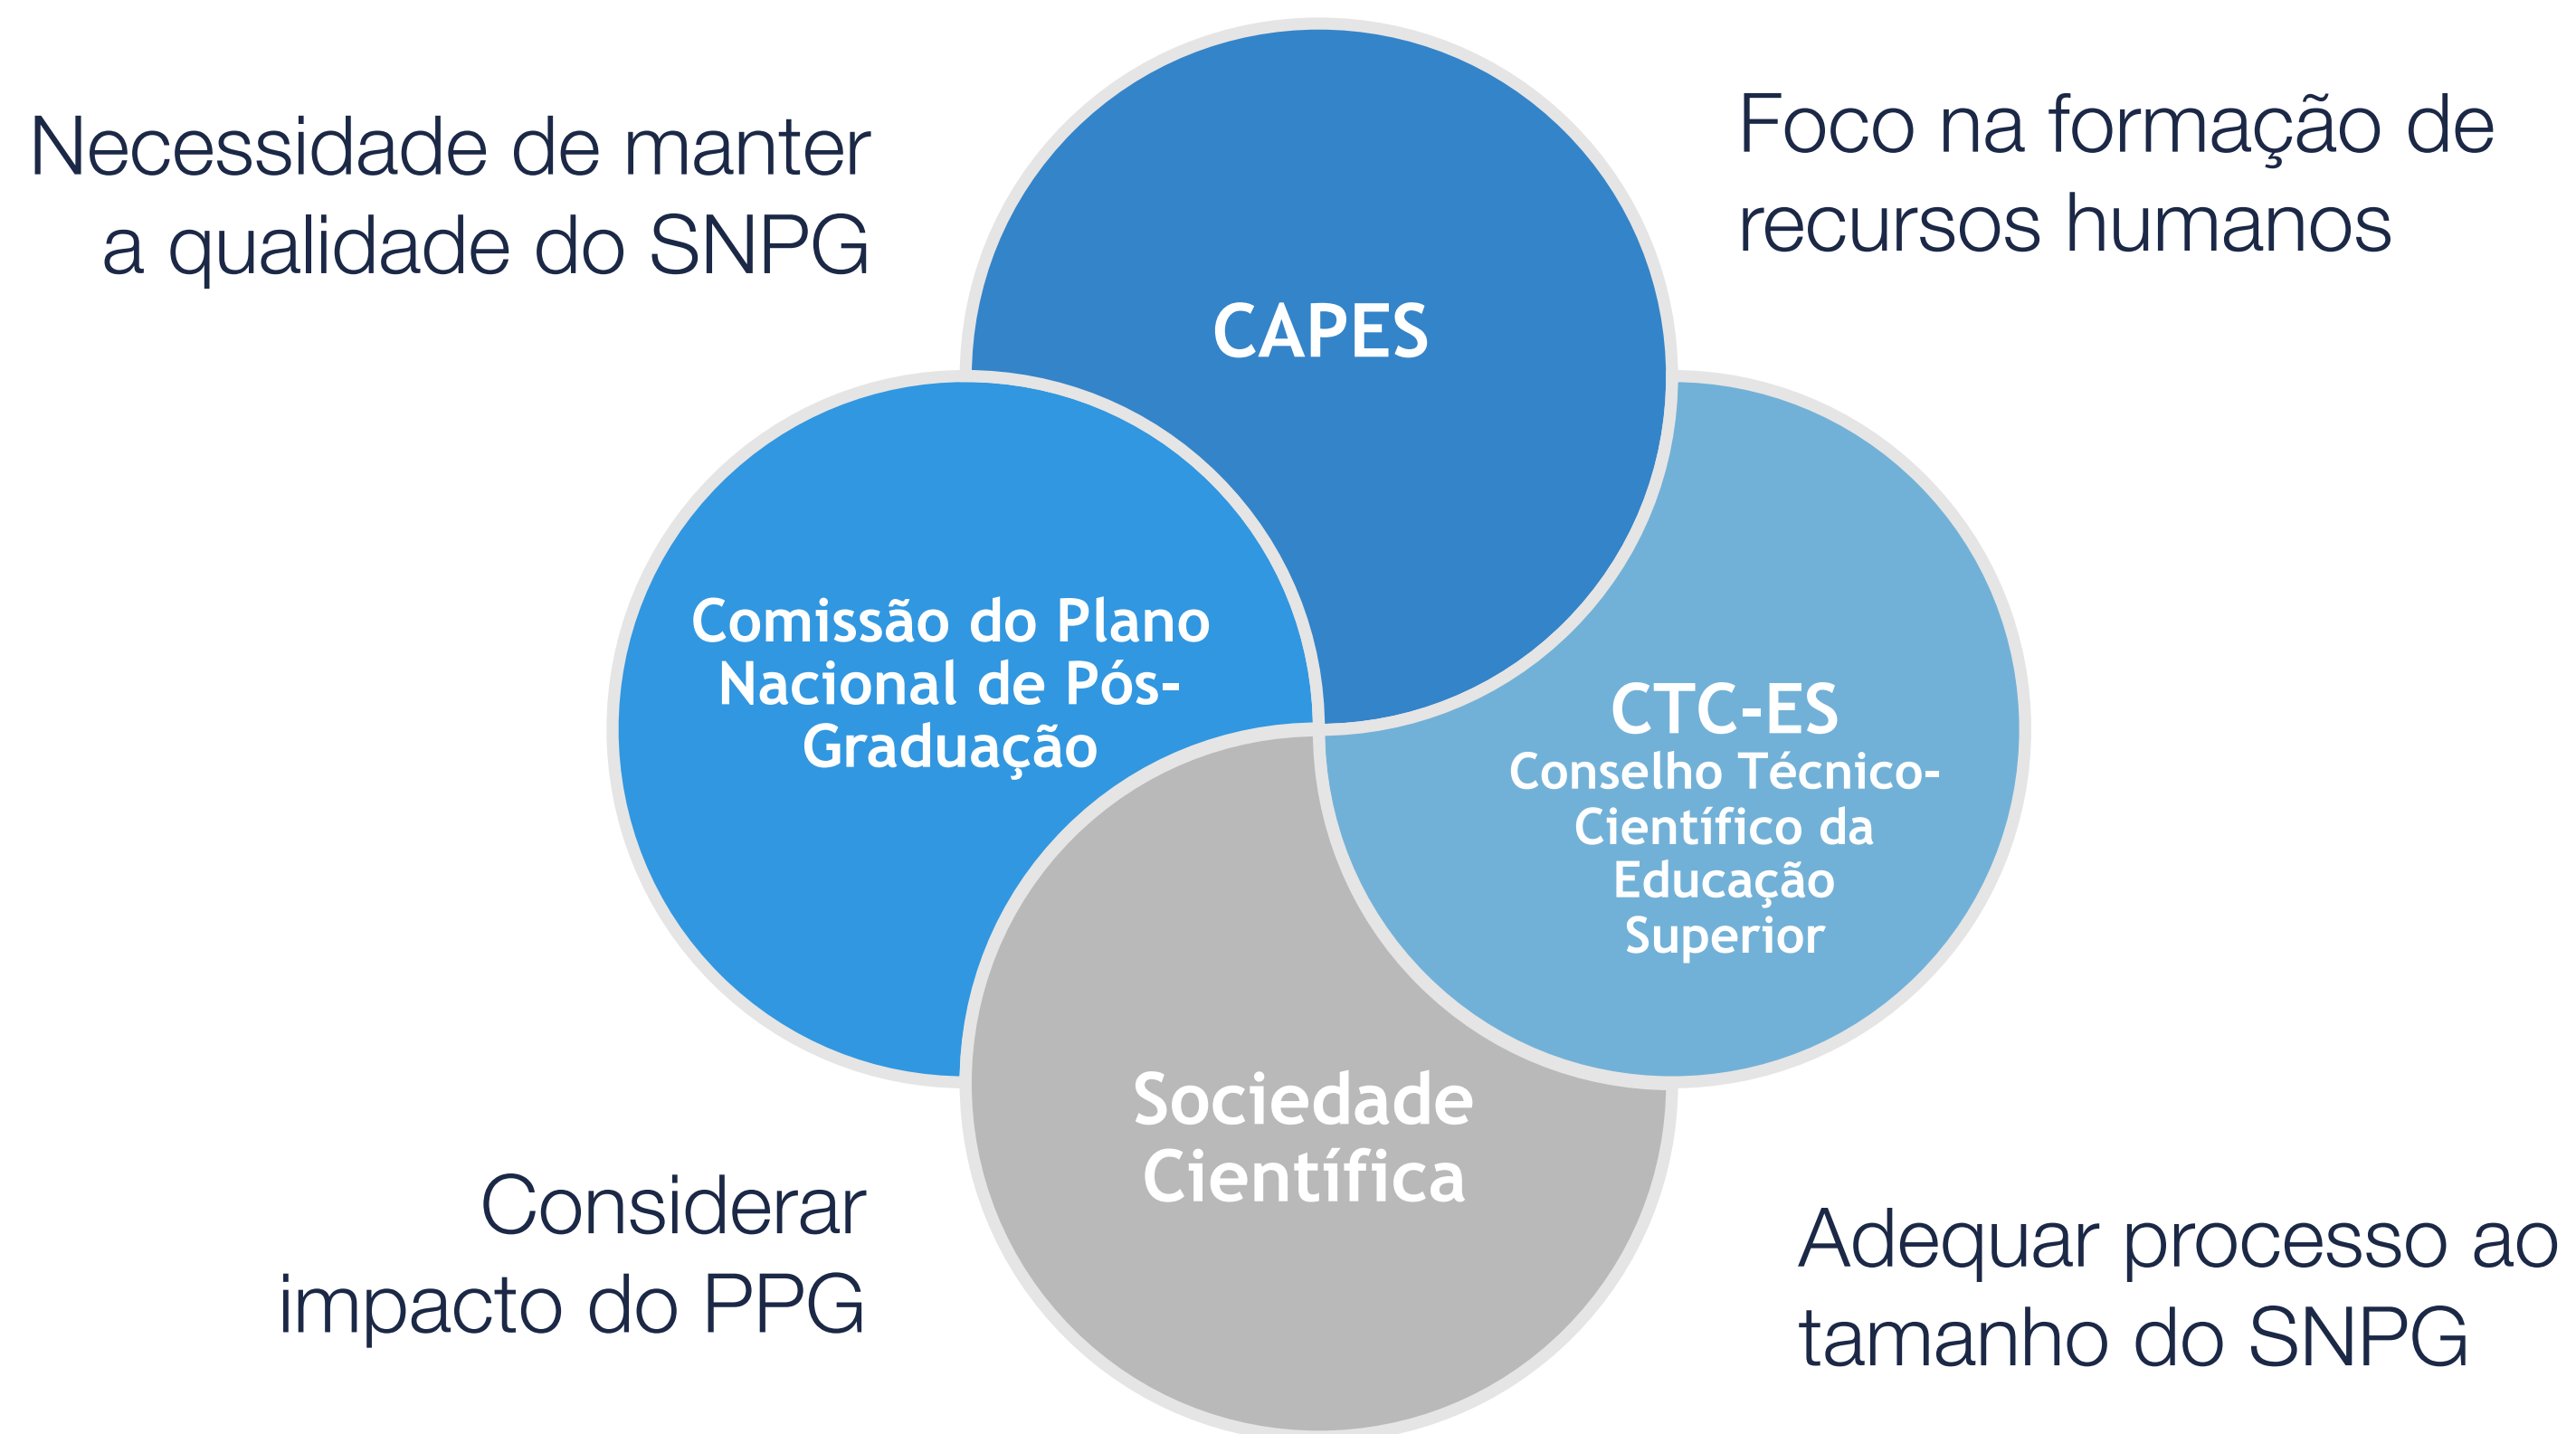 Necessidade de manter
a qualidade do SNPG
Foco na formação de
recursos humanos
CAPES
Comissão do Plano
Nacional de Pós-
Graduação
CTC-ES
Conselho Técnico-
Científico da
Educação
Superior
Sociedade
Científica
Considerar
impacto do PPG
Adequar processo ao
tamanho do SNPG